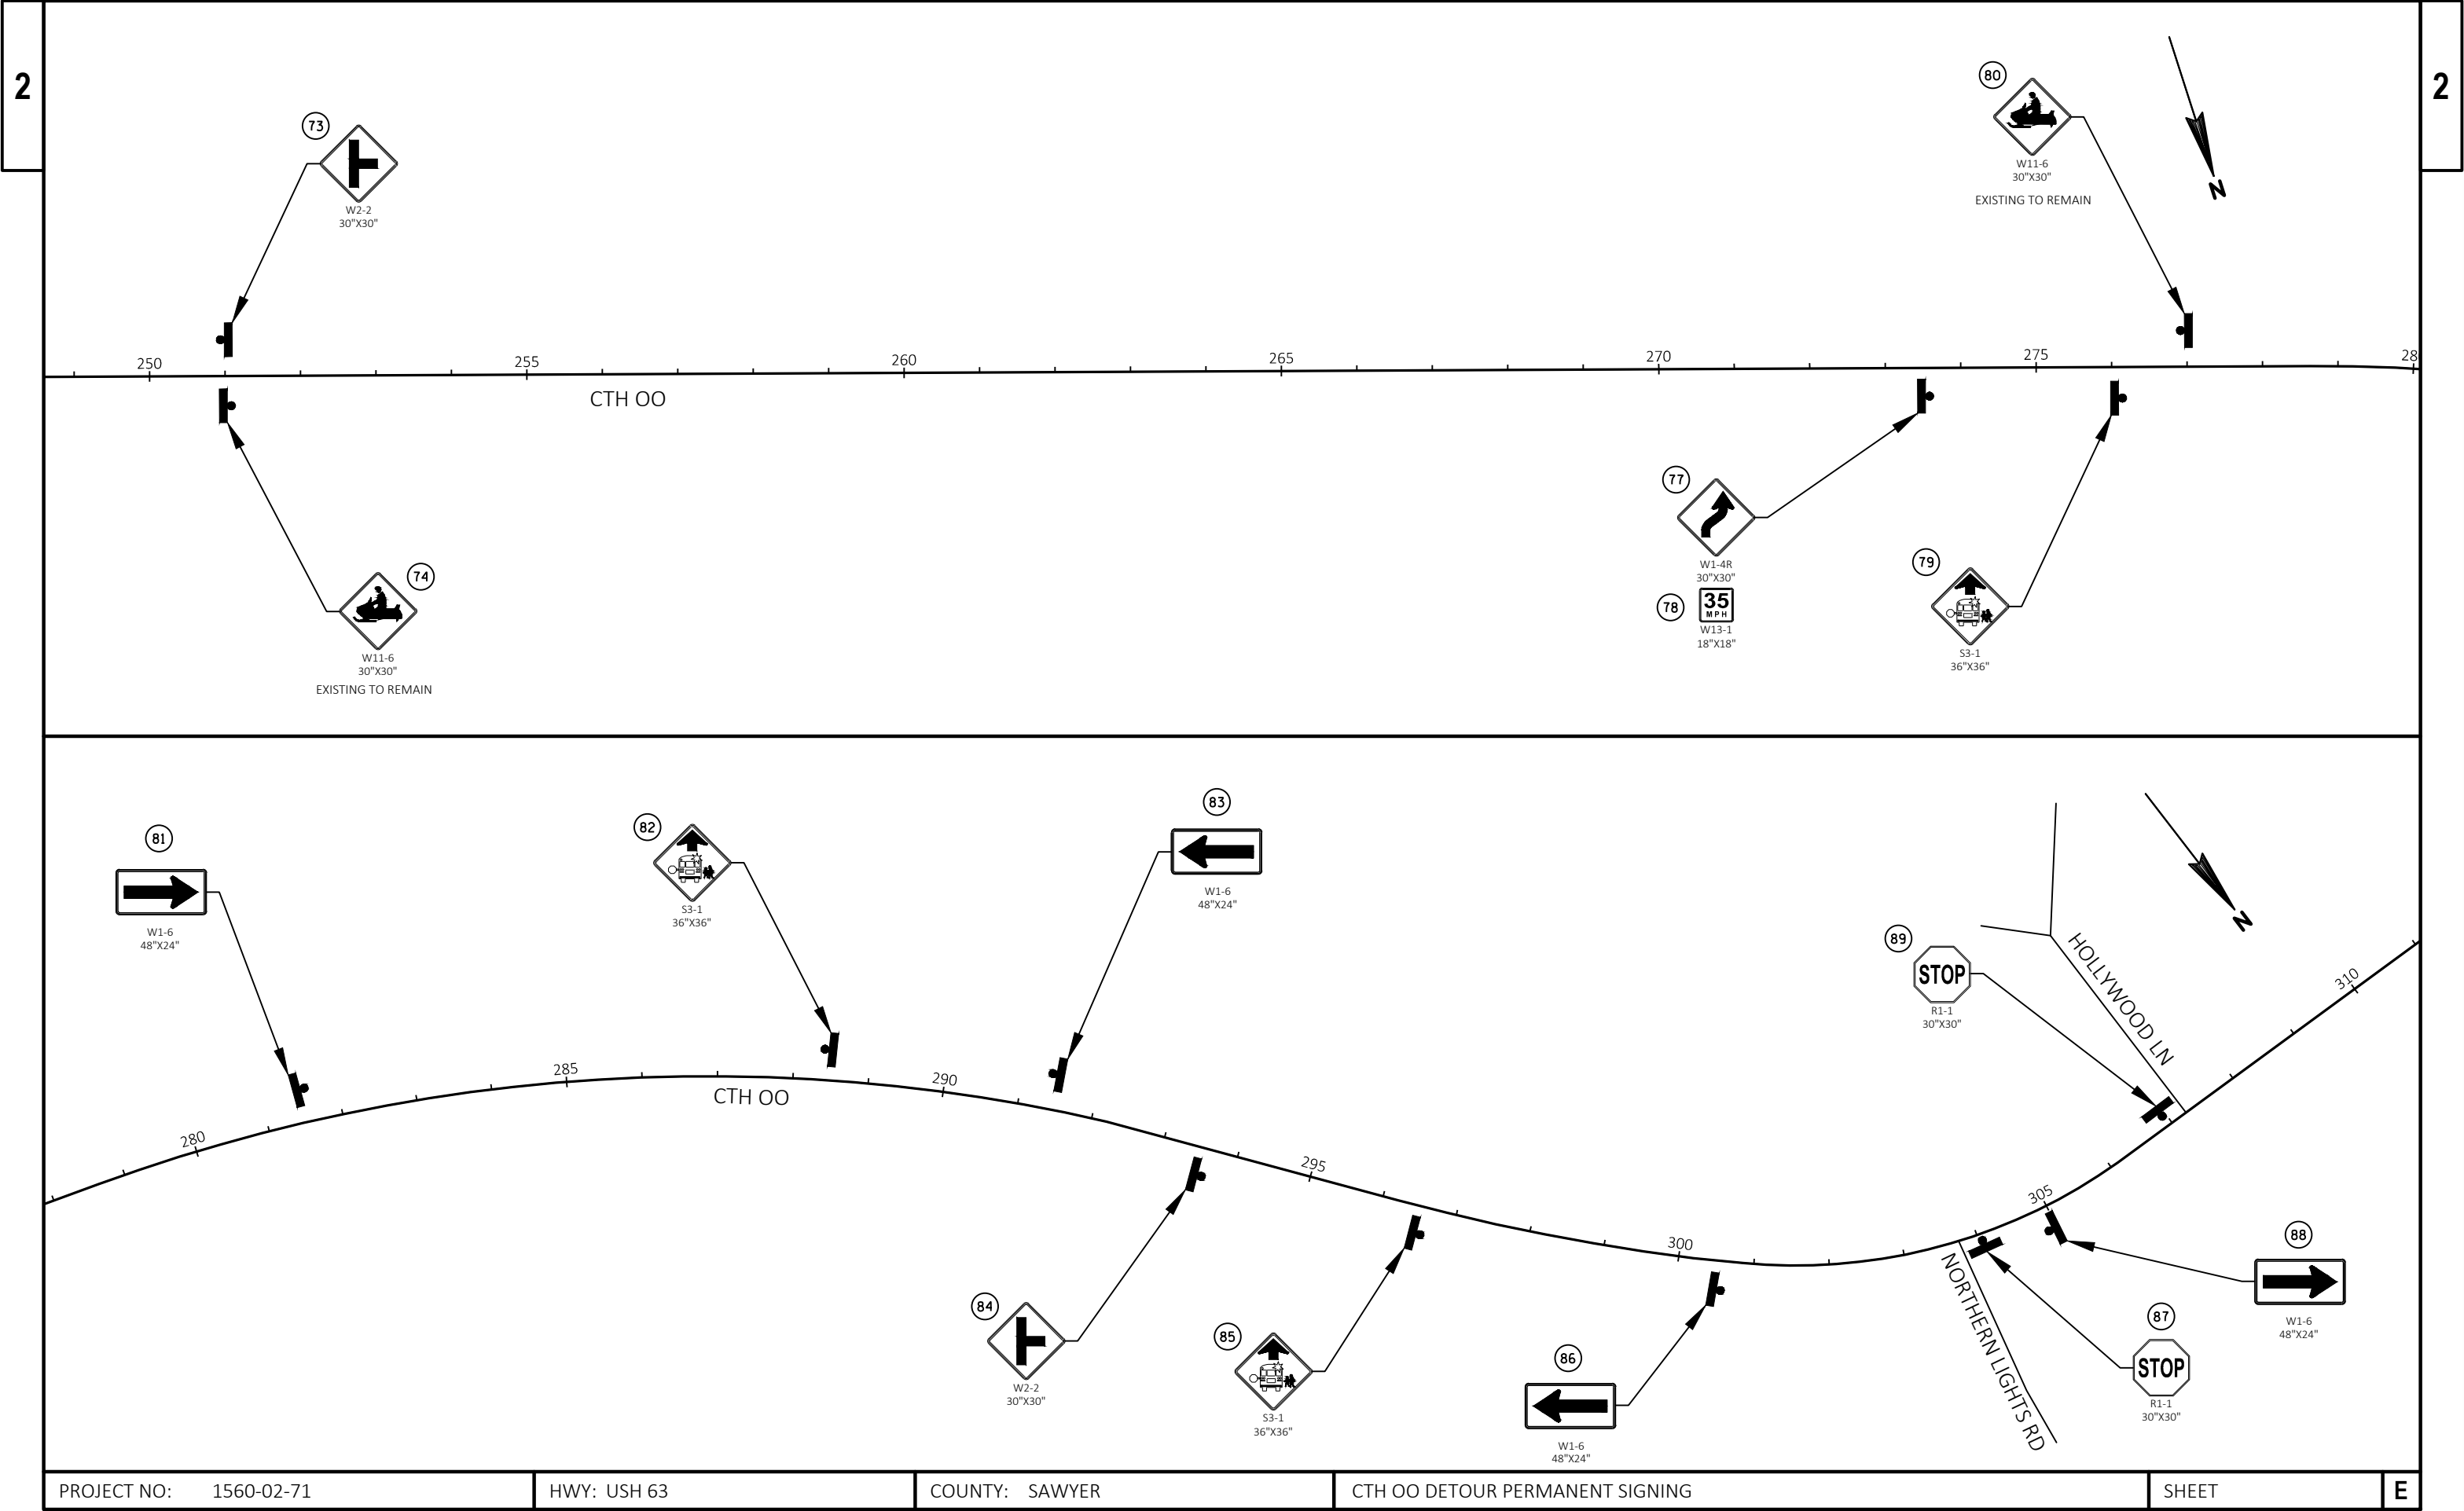 2
2
73
W2-2
30"X30"
80
W11-6
30"X30"
EXISTING TO REMAIN
N
250
255
260
265
270
275
28
CTH OO
74
W11-6
30"X30"
EXISTING TO REMAIN
77
W1-4R
30"X30"
78
35
MPH
W13-1
18"X18"
79
S3-1
36"X36"
81
W1-6
48"X24"
82
S3-1
36"X36"
83
W1-6
48"X24"
N
89
STOP
R1-1
30"X30"
HOLLYWOOD LN
280
285
290
295
300
305
310
CTH OO
84
W2-2
30"X30"
85
S3-1
36"X36"
86
W1-6
48"X24"
NORTHERN LIGHTS RD
87
STOP
R1-1
30"X30"
88
W1-6
48"X24"
PROJECT NO: 1560-02-71
HWY: USH 63
COUNTY: SAWYER
CTH OO DETOUR PERMANENT SIGNING
SHEET
E